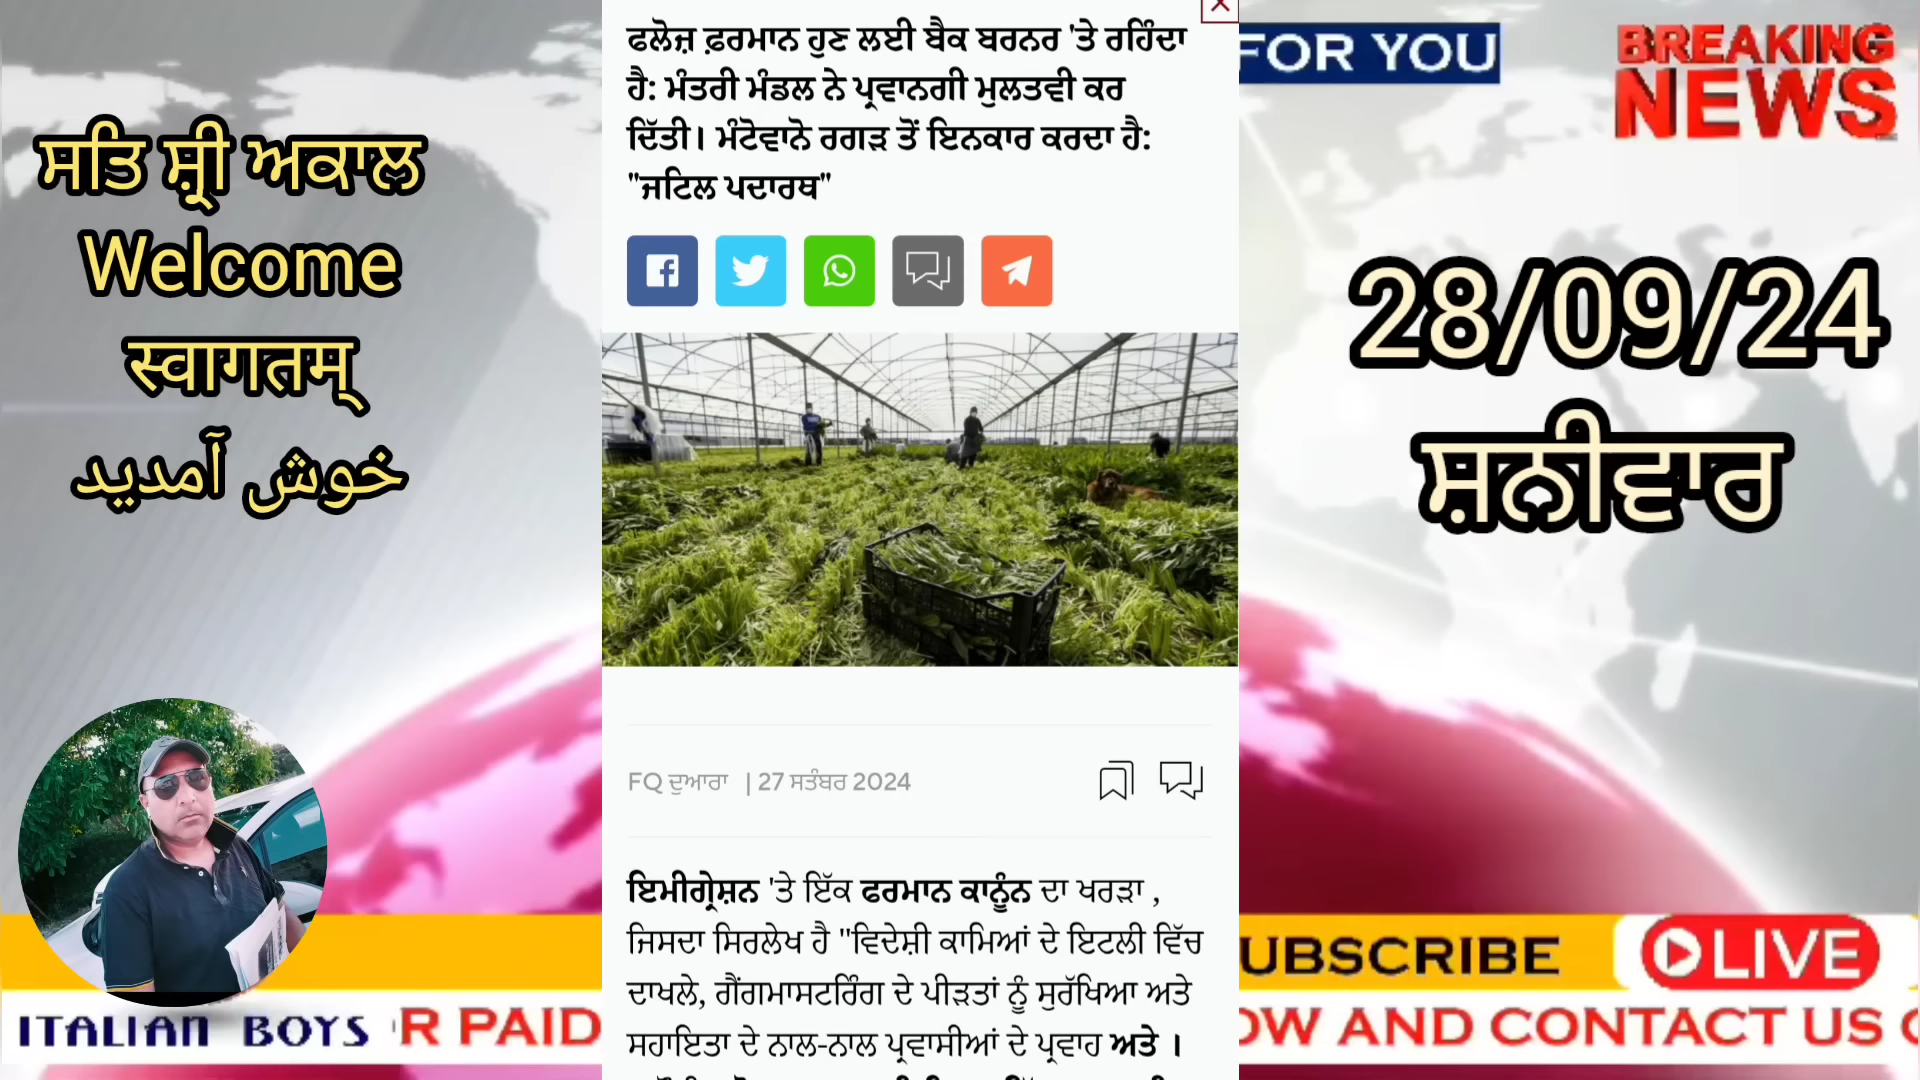 ਸਤਿ ਸ਼੍ਰੀ ਅਕਾਲ
Welcome
स्वागतम्
خوش آمدید
ITALIAN BOYS
R PAID
ਫਲੋਜ਼ ਫ਼ਰਮਾਨ ਹੁਣ ਲਈ ਬੈਕ ਬਰਨਰ 'ਤੇ ਰਹਿੰਦਾ
ਹੈ: ਮੰਤਰੀ ਮੰਡਲ ਨੇ ਪ੍ਰਵਾਨਗੀ ਮੁਲਤਵੀ ਕਰ
ਦਿੱਤੀ। ਮੰਟੋਵਾਨੋ ਰਗੜ ਤੋਂ ਇਨਕਾਰ ਕਰਦਾ ਹੈ:
"ਜਟਿਲ ਪਦਾਰਥ"
FQ ਦੁਆਰਾ | 27 ਸਤੰਬਰ 2024
ਇਮੀਗ੍ਰੇਸ਼ਨ 'ਤੇ ਇੱਕ ਫਰਮਾਨ ਕਾਨੂੰਨ ਦਾ ਖਰੜਾ ,
ਜਿਸਦਾ ਸਿਰਲੇਖ ਹੈ "ਵਿਦੇਸ਼ੀ ਕਾਮਿਆਂ ਦੇ ਇਟਲੀ ਵਿੱਚ
ਦਾਖਲੇ, ਗੈਂਗਮਾਸਟਰਿੰਗ ਦੇ ਪੀੜਤਾਂ ਨੂੰ ਸੁਰੱਖਿਆ ਅਤੇ
ਸਹਾਇਤਾ ਦੇ ਨਾਲ-ਨਾਲ ਪ੍ਰਵਾਸੀਆਂ ਦੇ ਪ੍ਰਵਾਹ ਅਤੇ ।
FOR YOU
BREAKING
NEWS
28/09/24
ਸ਼ਨੀਵਾਰ
UBSCRIBE
LIVE
OW AND CONTACT US